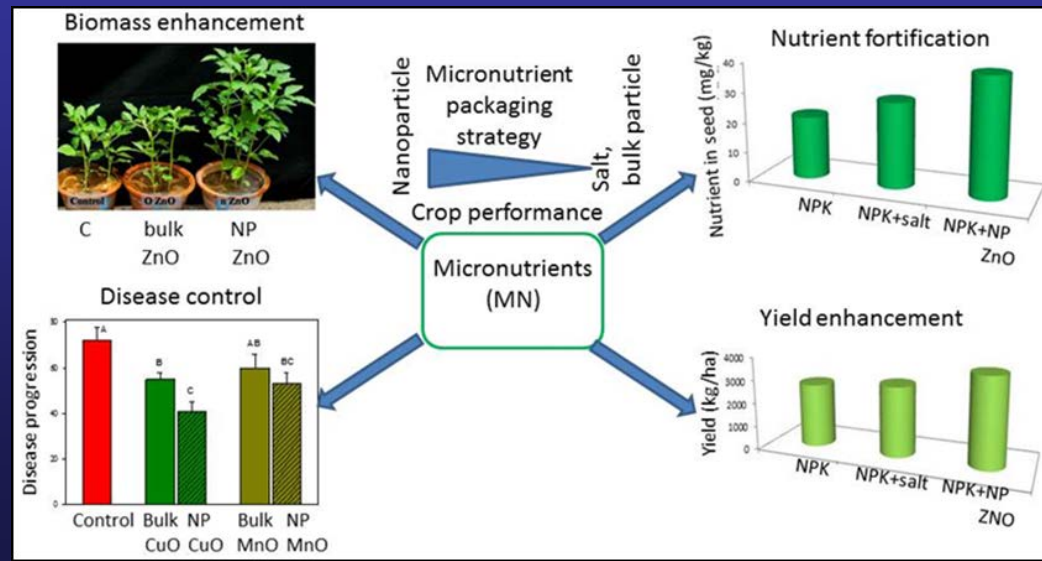 Biomass enhancement
Control
O ZnO
n ZnO
C
bulk
ZnO
NP
ZnO
Nanoparticle
Micronutrient
packaging
strategy
Salt,
bulk particle
Crop performance
Micronutrients
(MN)
Nutrient fortification
Nutrient in seed (mg/kg)
40
30
20
10
0
NPK
NPK+salt
NPK+NP
ZnO
Disease control
Disease progression
80
60
40
20
0
A
B
C
AB
BC
Control
Bulk
CuO
NP
CuO
Bulk
MnO
NP
MnO
Yield enhancement
Yield (kg/ha)
4000
3000
2000
1000
0
NPK
NPK+salt
NPK+NP
ZNO